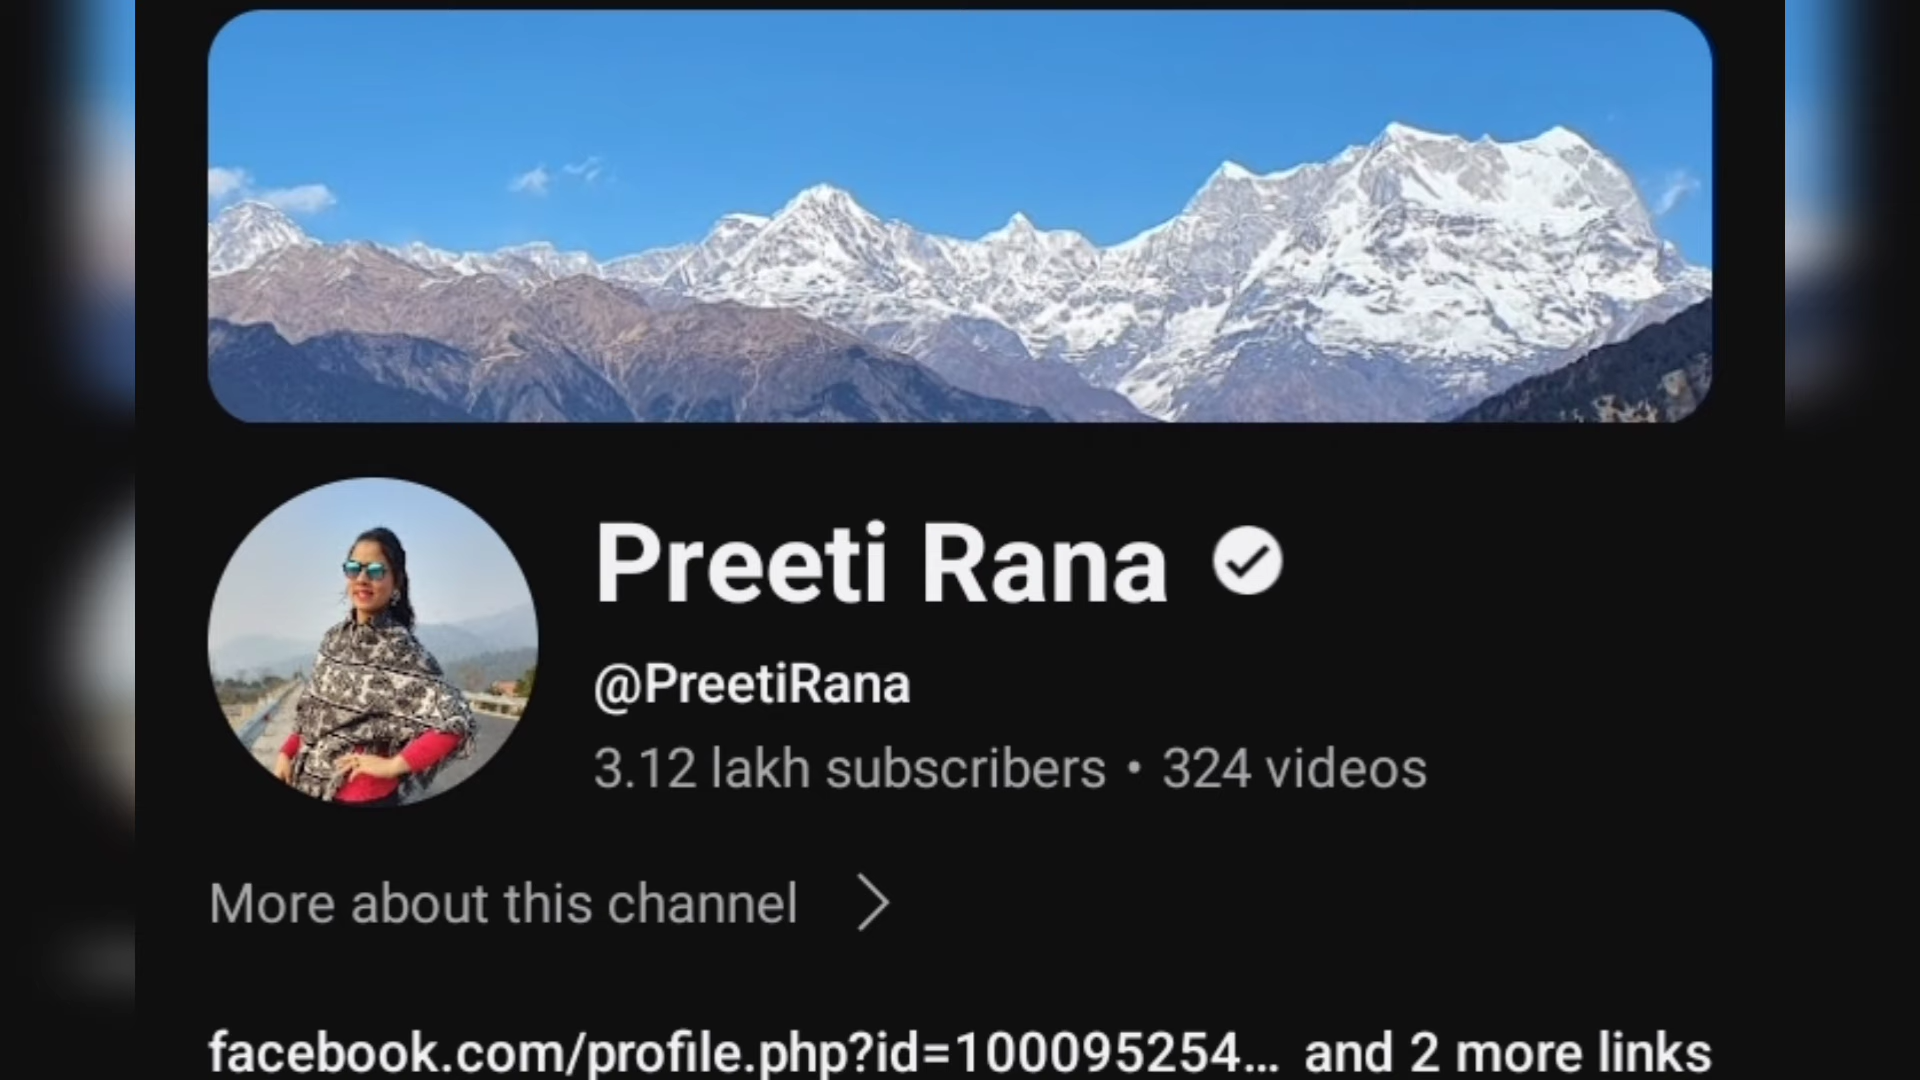 Preeti Rana
@PreetiRana
3.12 lakh subscribers • 324 videos
More about this channel
facebook.com/profile.php?id=100095254... and 2 more links